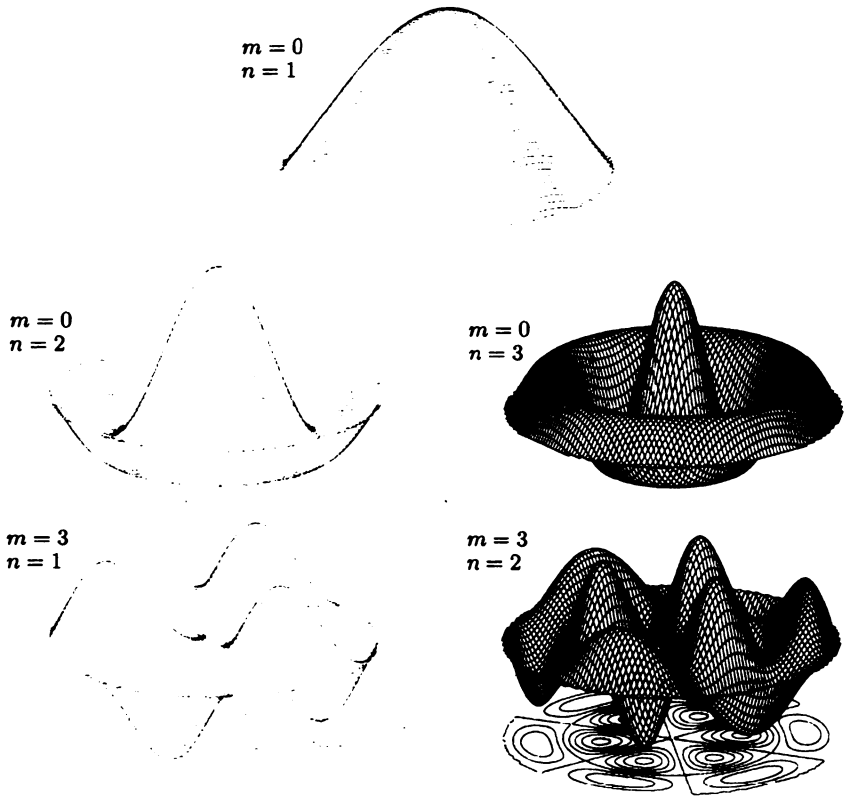 m = 0
n = 1
m = 0
n = 2
m = 0
n = 3
m = 3
n = 1
m = 3
n = 2